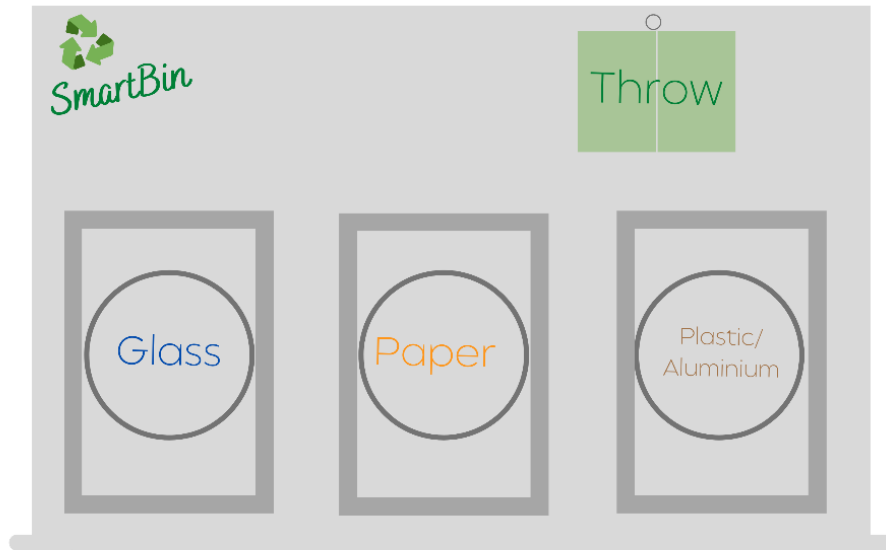 SmartBin
Throw
Glass
Paper
Plastic/
Aluminium